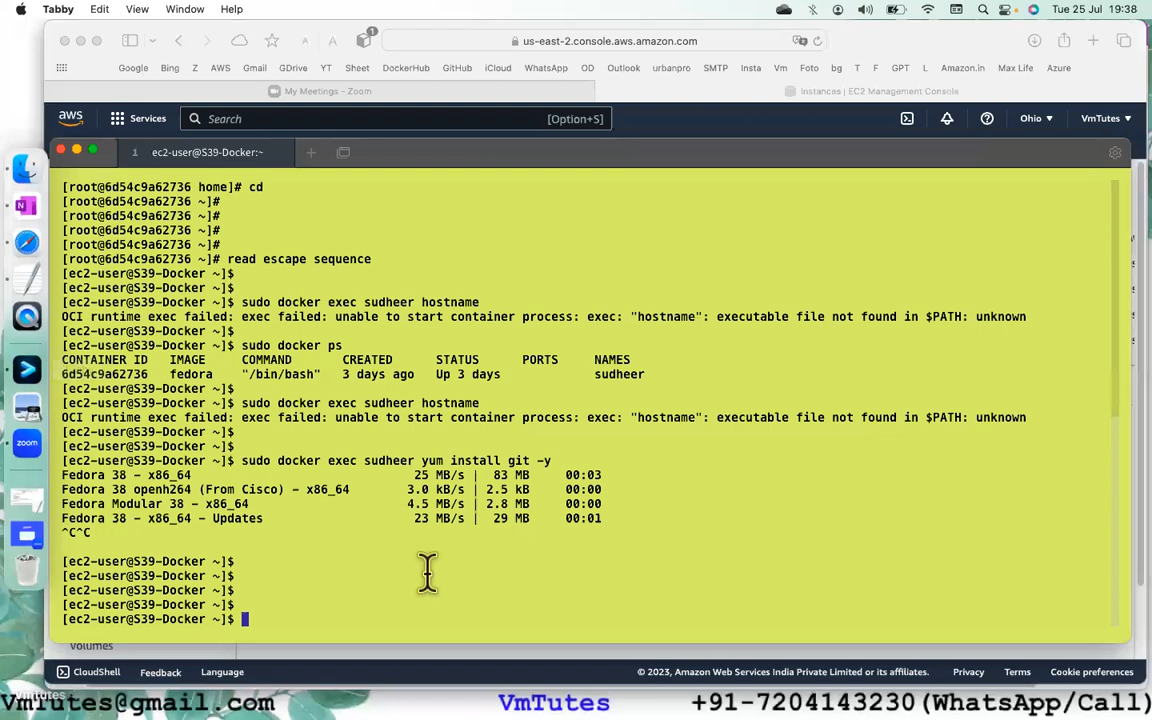 Tabby Edit View Window Help Tue 25 Jul 19:38
A A 1 us-east-2.console.aws.amazon.com
Google Bing Z AWS Gmail GDrive YT Sheet DockerHub GitHub iCloud WhatsApp OD Outlook urbanpro SMTP Insta Vm Foto bg T F GPT L Amazon.in Max Life Azure
My Meetings - Zoom Instances | EC2 Management Console
aws Services Search [Option+S] Ohio ▼ VmTutes ▼
1 ec2-user@S39-Docker:~
[root@6d54c9a62736 home]# cd
[root@6d54c9a62736 ~]#
[root@6d54c9a62736 ~]#
[root@6d54c9a62736 ~]#
[root@6d54c9a62736 ~]#
[root@6d54c9a62736 ~]# read escape sequence
[ec2-user@S39-Docker ~]$
[ec2-user@S39-Docker ~]$
[ec2-user@S39-Docker ~]$ sudo docker exec sudheer hostname
OCI runtime exec failed: exec failed: unable to start container process: exec: "hostname": executable file not found in $PATH: unknown
[ec2-user@S39-Docker ~]$
[ec2-user@S39-Docker ~]$ sudo docker ps
CONTAINER ID IMAGE COMMAND CREATED STATUS PORTS NAMES
6d54c9a62736 fedora "/bin/bash" 3 days ago Up 3 days sudheer
[ec2-user@S39-Docker ~]$
[ec2-user@S39-Docker ~]$ sudo docker exec sudheer hostname
OCI runtime exec failed: exec failed: unable to start container process: exec: "hostname": executable file not found in $PATH: unknown
[ec2-user@S39-Docker ~]$
[ec2-user@S39-Docker ~]$
[ec2-user@S39-Docker ~]$ sudo docker exec sudheer yum install git -y
Fedora 38 - x86_64 25 MB/s | 83 MB 00:03
Fedora 38 openh264 (From Cisco) - x86_64 3.0 kB/s | 2.5 kB 00:00
Fedora Modular 38 - x86_64 4.5 MB/s | 2.8 MB 00:00
Fedora 38 - x86_64 - Updates 23 MB/s | 29 MB 00:01
^C^C
[ec2-user@S39-Docker ~]$
[ec2-user@S39-Docker ~]$
[ec2-user@S39-Docker ~]$
[ec2-user@S39-Docker ~]$
[ec2-user@S39-Docker ~]$
zoom
Volumes
CloudShell Feedback Language © 2023, Amazon Web Services India Private Limited or its affiliates. Privacy Terms Cookie preferences
VmTutes
VmTutes@gmail.com VmTutes +91-7204143230(WhatsApp/Call)